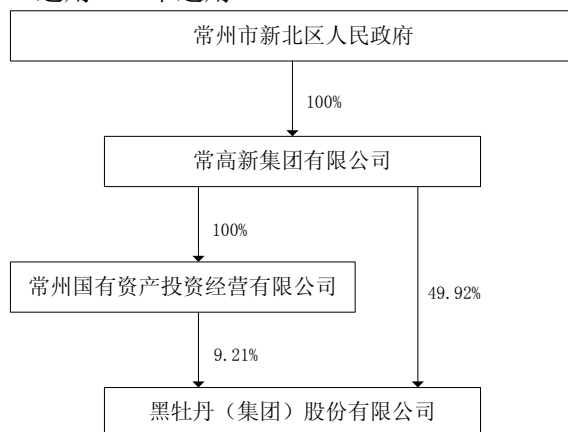 常州市新北区人民政府
100%
常高新集团有限公司
100%
常州国有资产投资经营有限公司
49.92%
9.21%
黑牡丹（集团）股份有限公司